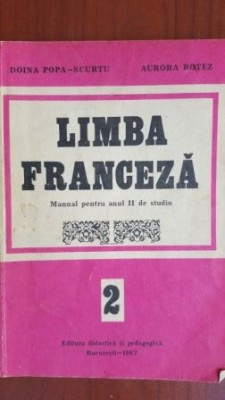 DOINA POPA-SCURTU AURORA BOTEZ
LIMBA
FRANCEZĂ
Manual pentru anul II de studiu
2
Editura didactică și pedagogică
București-1987